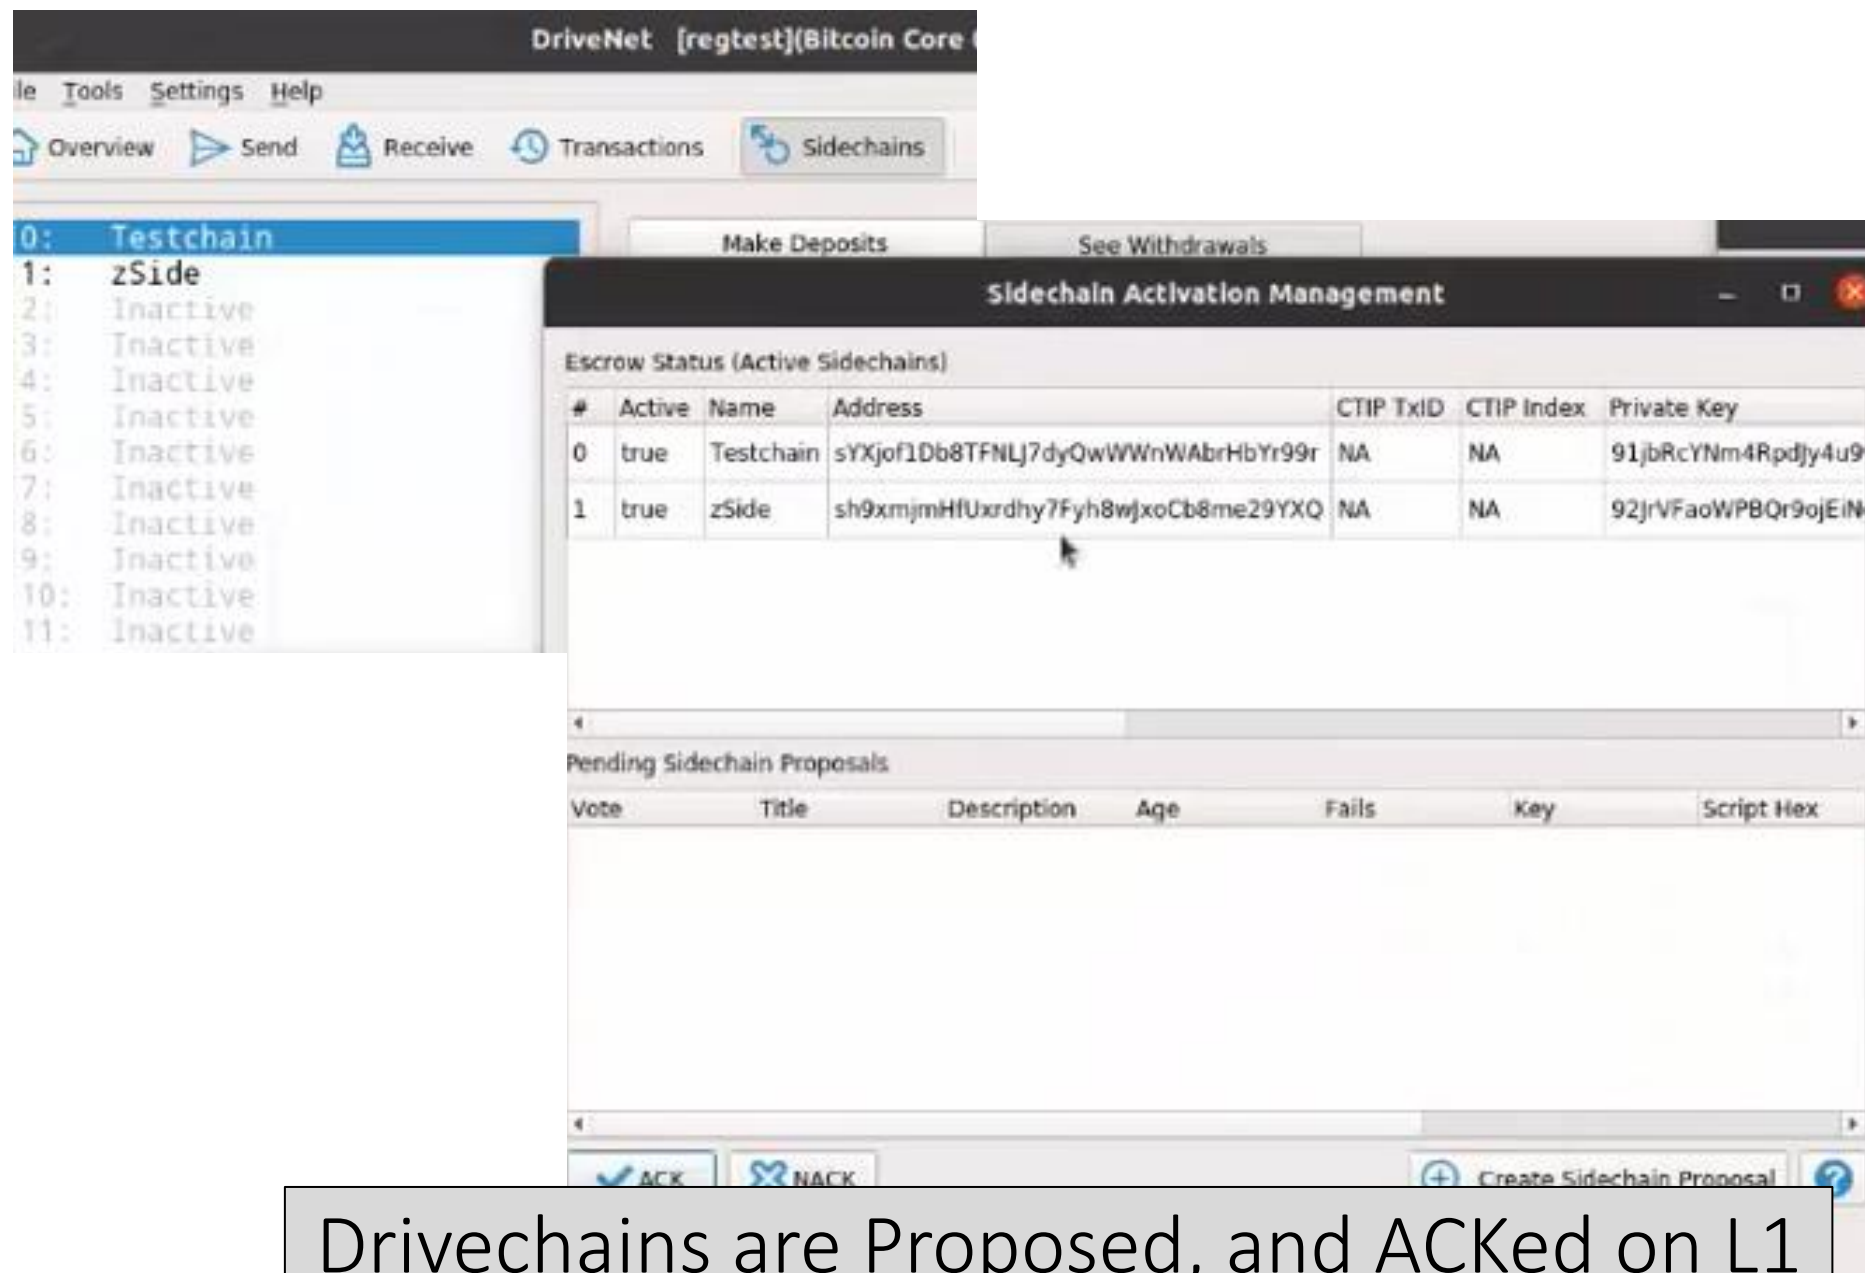 DriveNet [regtest](Bitcoin Core
Tools Settings Help
Overview Send Receive Transactions Sidechains
0: Testchain
1: zSide
2: Inactive
3: Inactive
4: Inactive
5: Inactive
6: Inactive
7: Inactive
8: Inactive
9: Inactive
10: Inactive
11: Inactive
Make Deposits See Withdrawals
Sidechain Activation Management
Escrow Status (Active Sidechains)
# Active Name Address CTIP TxID CTIP Index Private Key
0 true Testchain sYXjof1Db8TFNLJ7dyQwWWnWAbrHbYr99r NA NA 91jbRcYNm4RpdJy4u9
1 true zSide sh9xmjmHfUxrdhy7Fyh8wJxoCb8me29YXQ NA NA 92JrVFaoWPBQr9ojEiN
Pending Sidechain Proposals
Vote Title Description Age Fails Key Script Hex
ACK NACK Create Sidechain Proposal
Drivechains are Proposed, and ACKed on L1